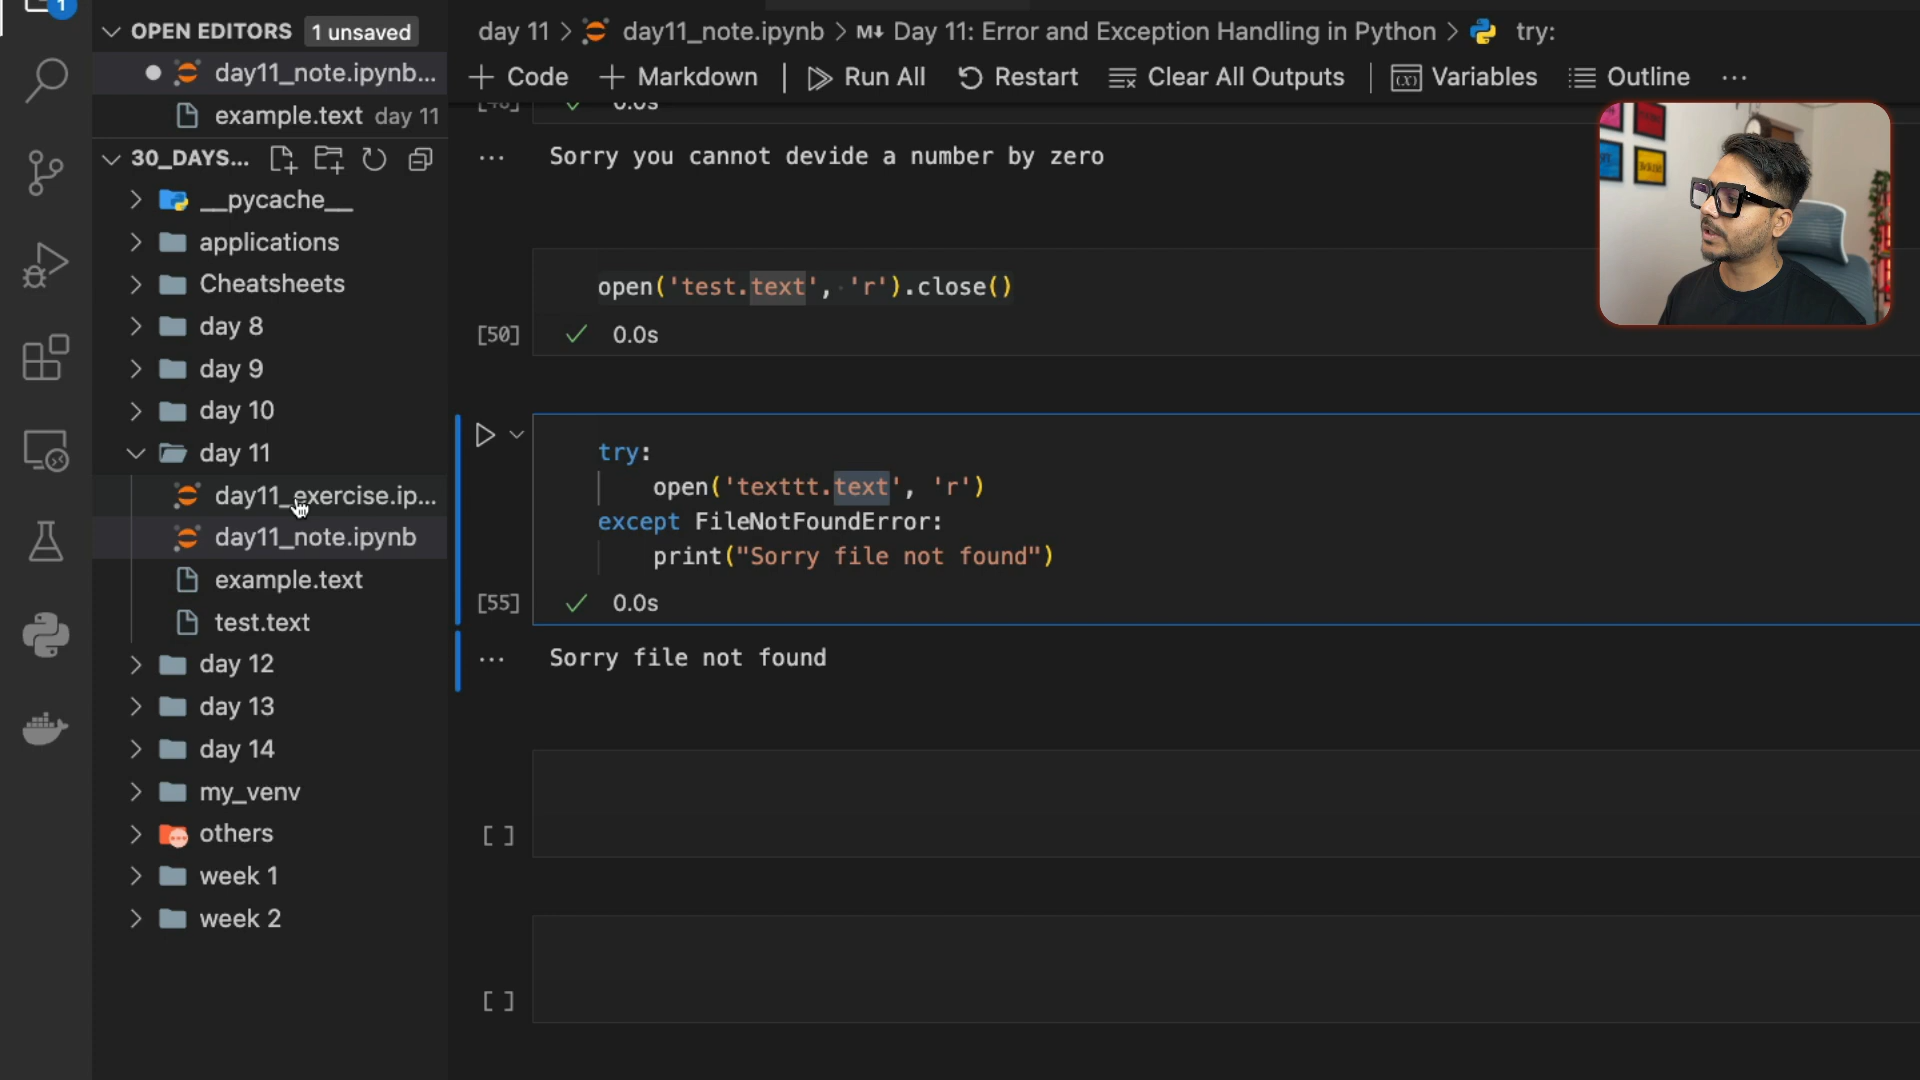 1
OPEN EDITORS 1 unsaved
day11_note.ipynb...
example.text day 11
30_DAYS...
__pycache__
applications
Cheatsheets
day 8
day 9
day 10
day 11
day11_exercise.ip...
day11_note.ipynb
example.text
test.text
day 12
day 13
day 14
my_venv
others
week 1
week 2
day 11 > day11_note.ipynb > M↓ Day 11: Error and Exception Handling in Python > try:
+ Code + Markdown | Run All Restart Clear All Outputs | Variables Outline ...
[48] 0.0s
... Sorry you cannot devide a number by zero
open('test.text', 'r').close()
[50] 0.0s
try:
open('texttt.text', 'r')
except FileNotFoundError:
print("Sorry file not found")
[55] 0.0s
... Sorry file not found
[ ]
[ ]